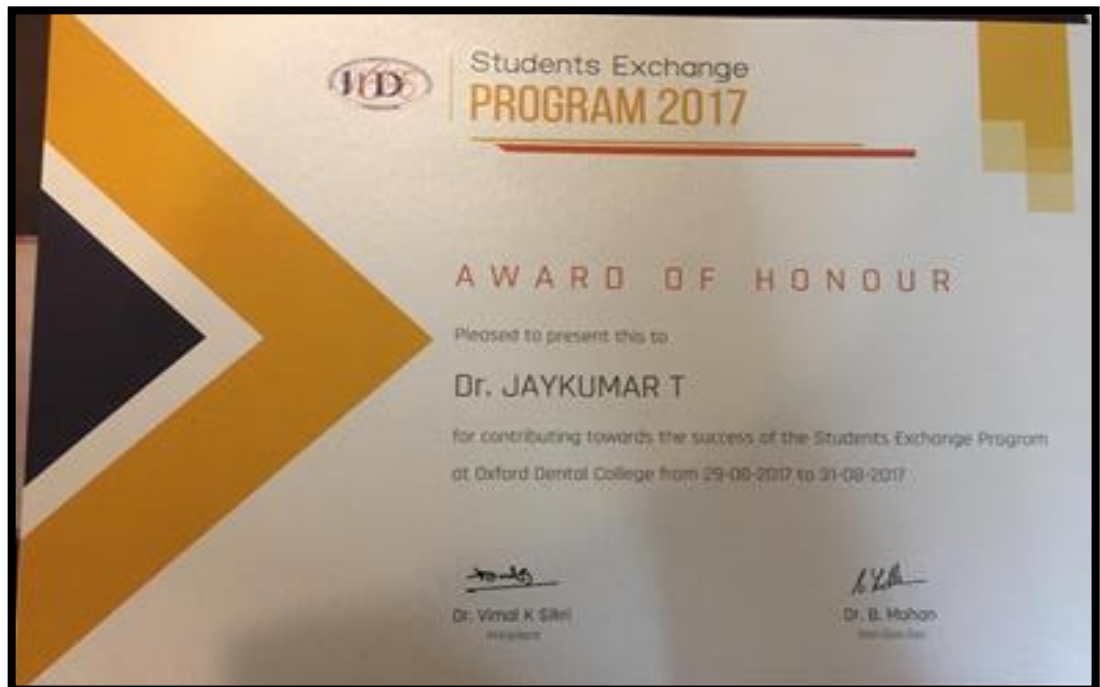 Students Exchange
PROGRAM 2017
AWARD OF HONOUR
Pleased to present this to
Dr. JAYKUMAR T
for contributing towards the success of the Students Exchange Program
at Oxford Dental College from 29-08-2017 to 31-08-2017
Dr. Vimal K Sikri
President
Dr. B. Mohan